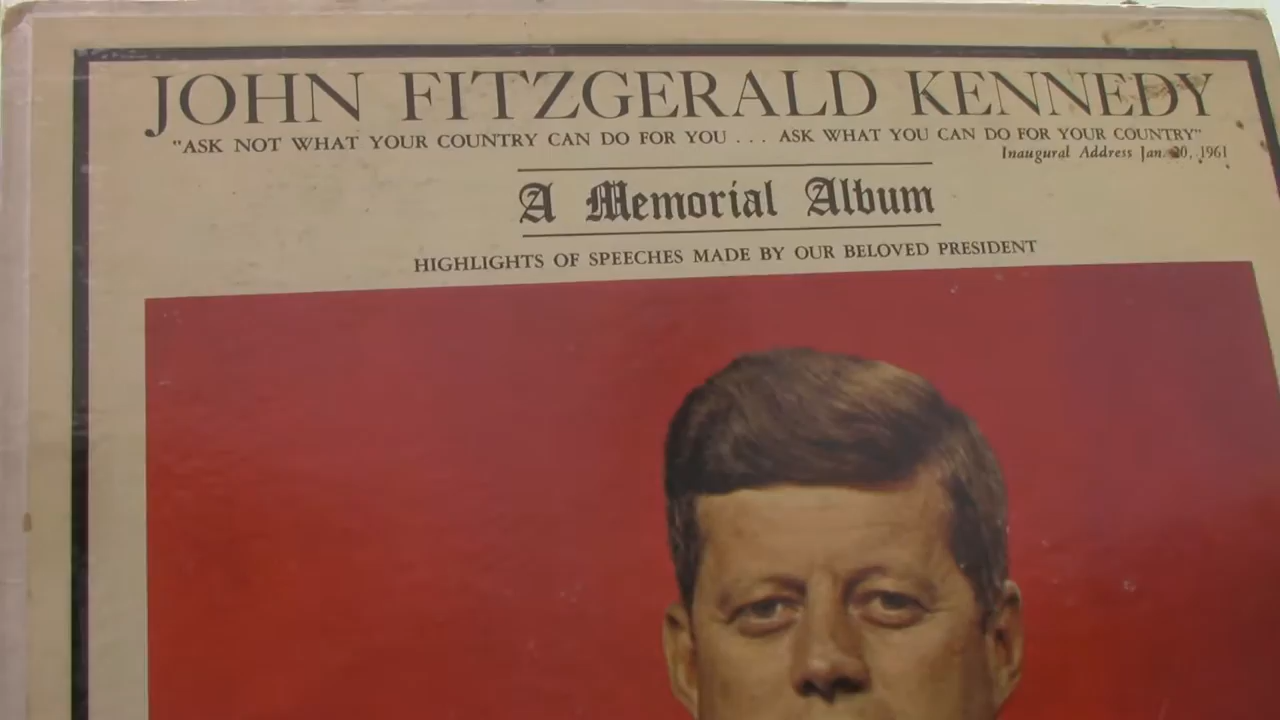 JOHN FITZGERALD KENNEDY
"ASK NOT WHAT YOUR COUNTRY CAN DO FOR YOU . . . ASK WHAT YOU CAN DO FOR YOUR COUNTRY"
Inaugural Address Jan. 20, 1961
A Memorial Album
HIGHLIGHTS OF SPEECHES MADE BY OUR BELOVED PRESIDENT